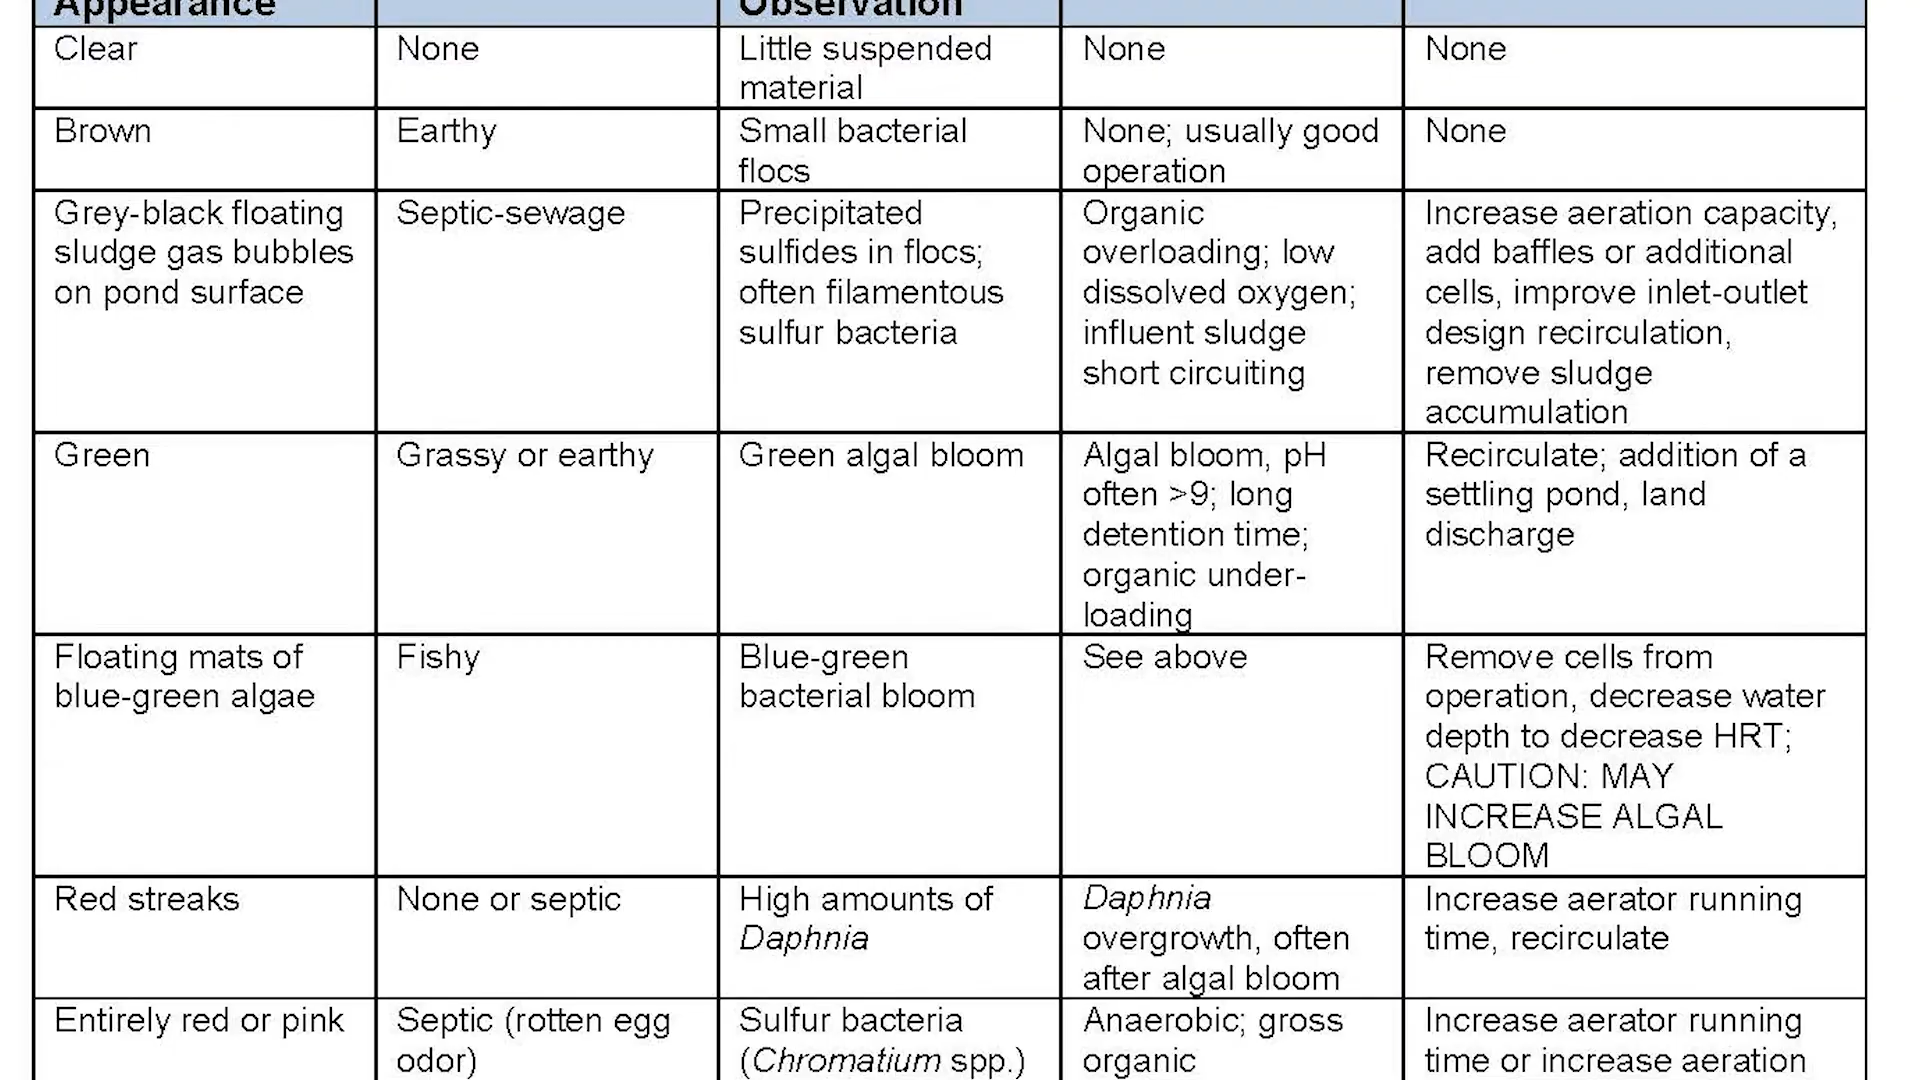 Appearance
Observation
Clear
None
Little suspended
material
None
None
Brown
Earthy
Small bacterial
flocs
None; usually good
operation
None
Grey-black floating
sludge gas bubbles
on pond surface
Septic-sewage
Precipitated
sulfides in flocs;
often filamentous
sulfur bacteria
Organic
overloading; low
dissolved oxygen;
influent sludge
short circuiting
Increase aeration capacity,
add baffles or additional
cells, improve inlet-outlet
design recirculation,
remove sludge
accumulation
Green
Grassy or earthy
Green algal bloom
Algal bloom, pH
often >9; long
detention time;
organic under-
loading
Recirculate; addition of a
settling pond, land
discharge
Floating mats of
blue-green algae
Fishy
Blue-green
bacterial bloom
See above
Remove cells from
operation, decrease water
depth to decrease HRT;
CAUTION: MAY
INCREASE ALGAL
BLOOM
Red streaks
None or septic
High amounts of
Daphnia
Daphnia
overgrowth, often
after algal bloom
Increase aerator running
time, recirculate
Entirely red or pink
Septic (rotten egg
odor)
Sulfur bacteria
(Chromatium spp.)
Anaerobic; gross
organic
Increase aerator running
time or increase aeration